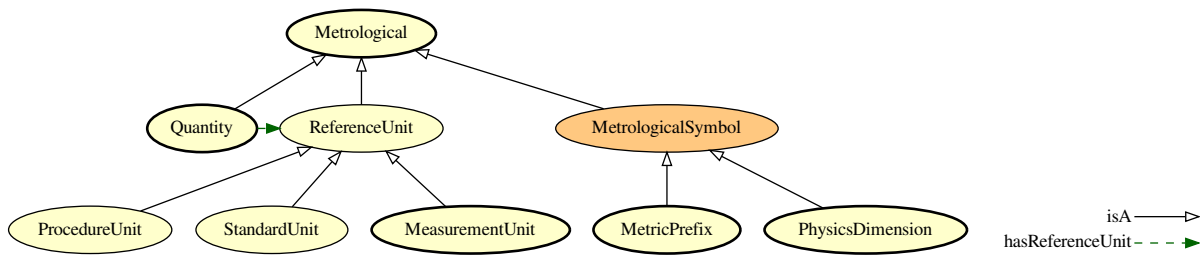 Metrological
Quantity
ReferenceUnit
MetrologicalSymbol
ProcedureUnit
StandardUnit
MeasurementUnit
MetricPrefix
PhysicsDimension
isA
hasReferenceUnit